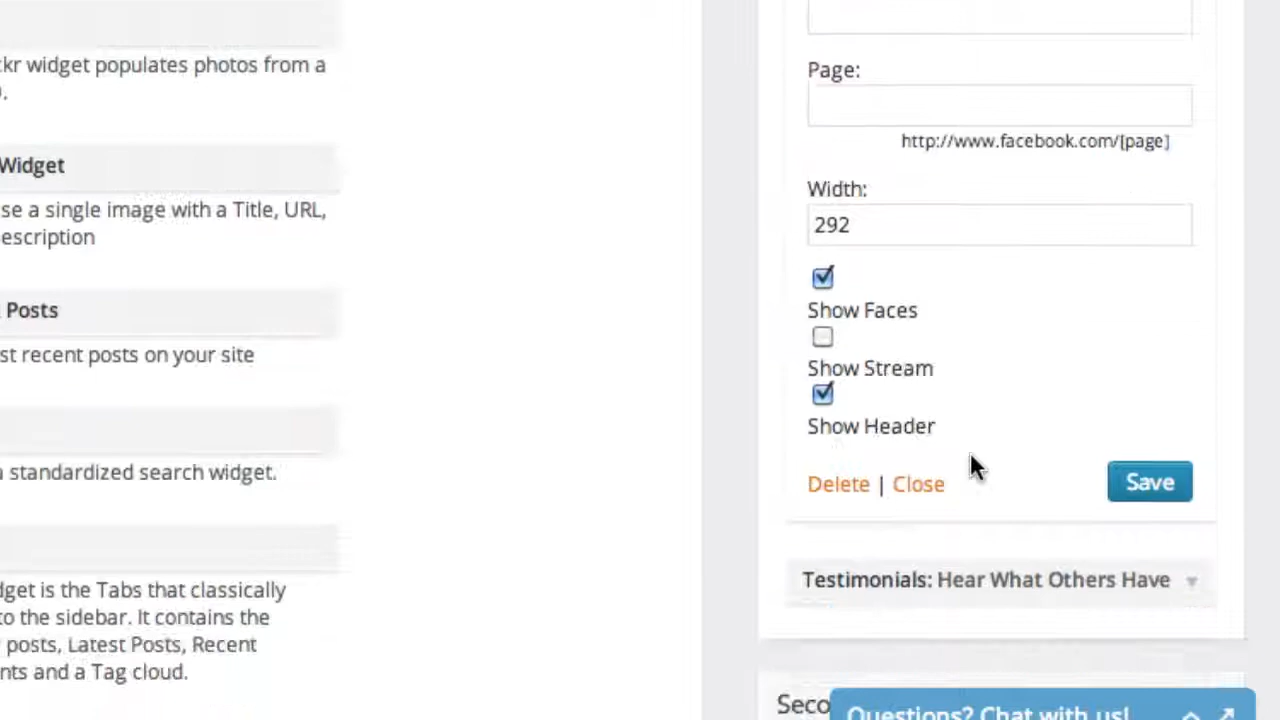 kr widget populates photos from a
Widget
se a single image with a Title, URL,
escription
Posts
st recent posts on your site
a standardized search widget.
dget is the Tabs that classically
to the sidebar. It contains the
posts, Latest Posts, Recent
nts and a Tag cloud.
Page:
http://www.facebook.com/[page]
Width:
292
Show Faces
Show Stream
Show Header
Delete | Close
Save
Testimonials: Hear What Others Have
Seco
Questions? Chat with us!